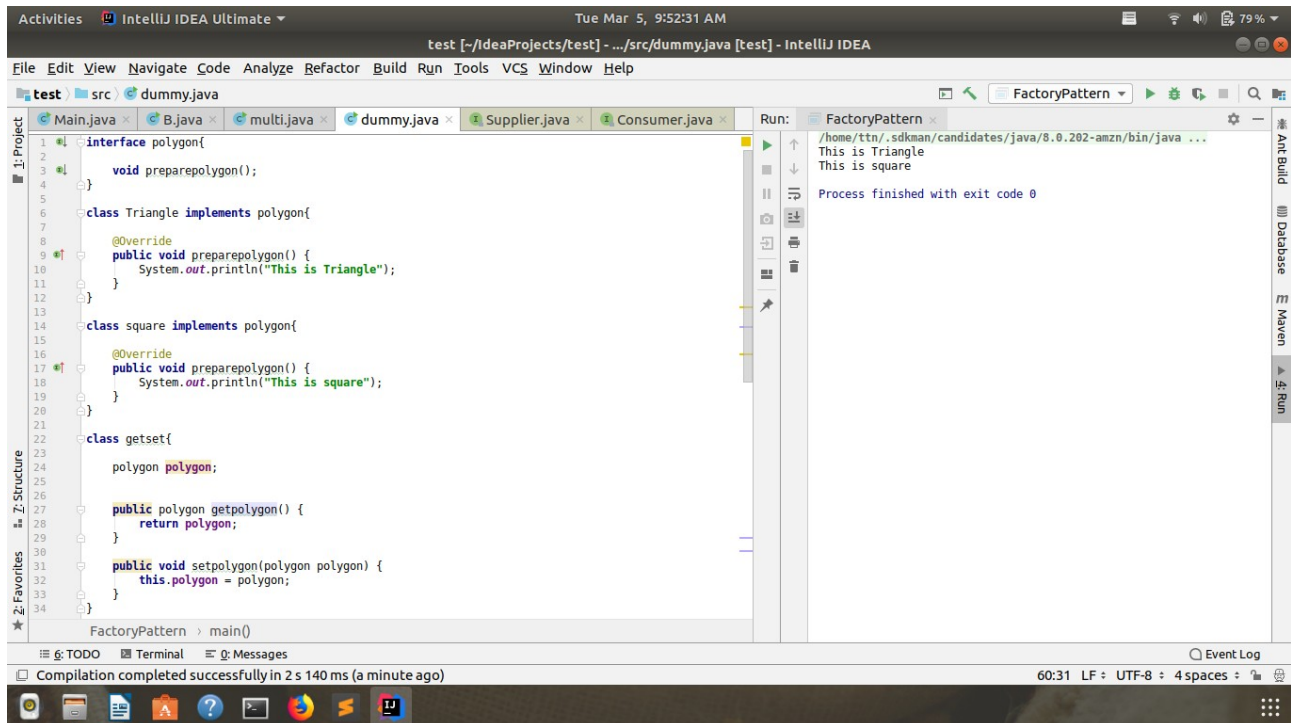 Activities IntelliJ IDEA Ultimate Tue Mar 5, 9:52:31 AM 79%
test [~/IdeaProjects/test] - .../src/dummy.java [test] - IntelliJ IDEA
File Edit View Navigate Code Analyze Refactor Build Run Tools VCS Window Help
test src dummy.java FactoryPattern
Main.java B.java multi.java dummy.java Supplier.java Consumer.java Run: FactoryPattern
1: Project
7: Structure
2: Favorites
1 interface polygon{
2
3 void preparepolygon();
4 }
5
6 class Triangle implements polygon{
7
8 @Override
9 public void preparepolygon() {
10 System.out.println("This is Triangle");
11 }
12 }
13
14 class square implements polygon{
15
16 @Override
17 public void preparepolygon() {
18 System.out.println("This is square");
19 }
20 }
21
22 class getset{
23
24 polygon polygon;
25
26
27 public polygon getpolygon() {
28 return polygon;
29 }
30
31 public void setpolygon(polygon polygon) {
32 this.polygon = polygon;
33 }
34 }
FactoryPattern › main()
/home/ttn/.sdkman/candidates/java/8.0.202-amzn/bin/java ...
This is Triangle
This is square
Process finished with exit code 0
Ant Build
Database
m Maven
4: Run
6: TODO Terminal 0: Messages Event Log
Compilation completed successfully in 2 s 140 ms (a minute ago) 60:31 LF UTF-8 4 spaces